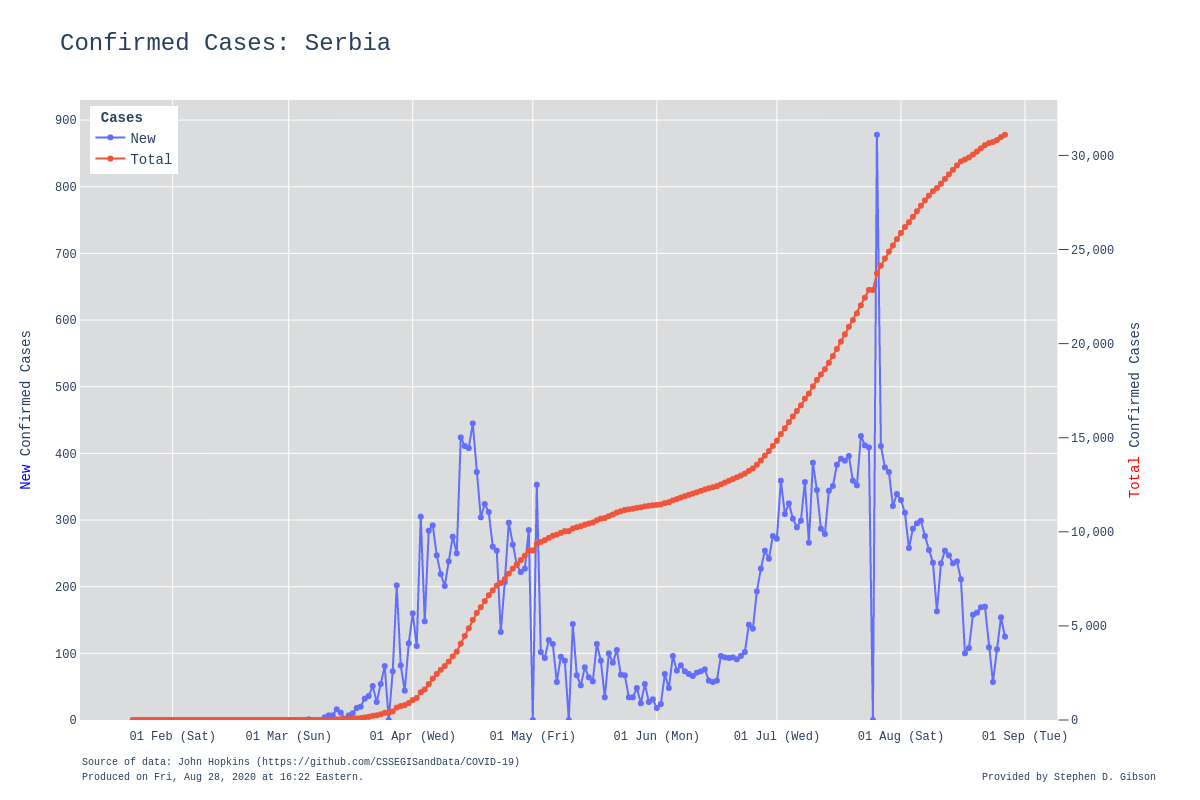 Confirmed Cases: Serbia
Cases
New
Total
900
800
700
600
500
400
300
200
100
0
30,000
25,000
20,000
15,000
10,000
5,000
0
New Confirmed Cases
Total Confirmed Cases
01 Feb (Sat)
01 Mar (Sun)
01 Apr (Wed)
01 May (Fri)
01 Jun (Mon)
01 Jul (Wed)
01 Aug (Sat)
01 Sep (Tue)
Source of data: John Hopkins (https://github.com/CSSEGISandData/COVID-19)
Produced on Fri, Aug 28, 2020 at 16:22 Eastern.
Provided by Stephen D. Gibson